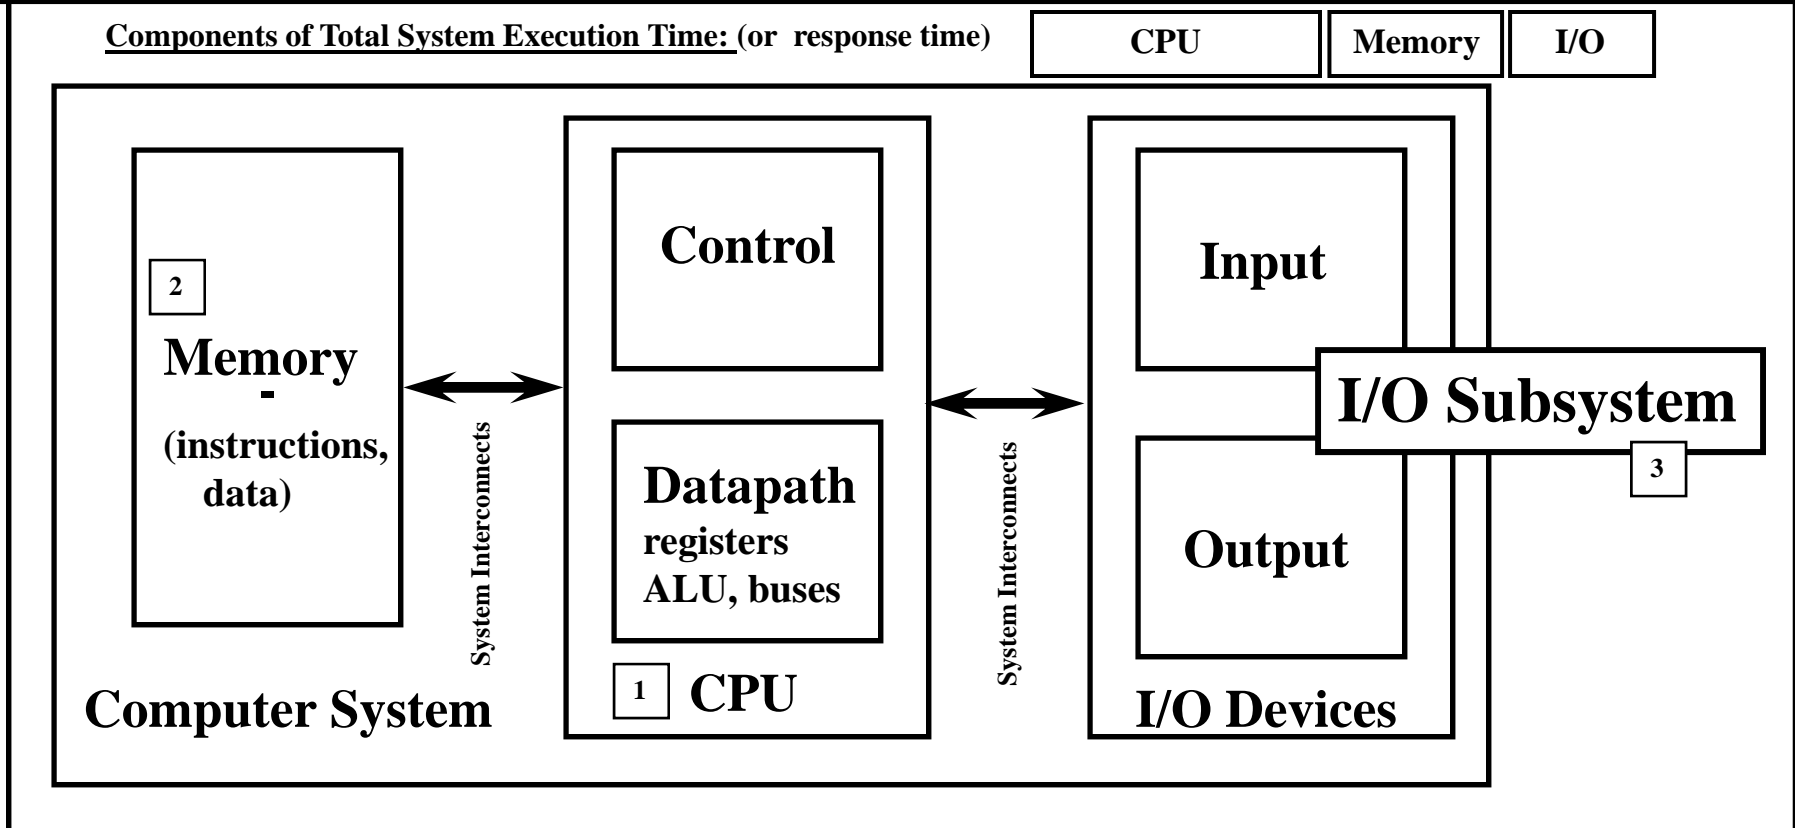 Components of Total System Execution Time: (or response time)
CPU
Memory
I/O
2
Memory
-
(instructions,
data)
System Interconnects
Control
Datapath
registers
ALU, buses
1
CPU
System Interconnects
Input
I/O Subsystem
3
Output
I/O Devices
Computer System